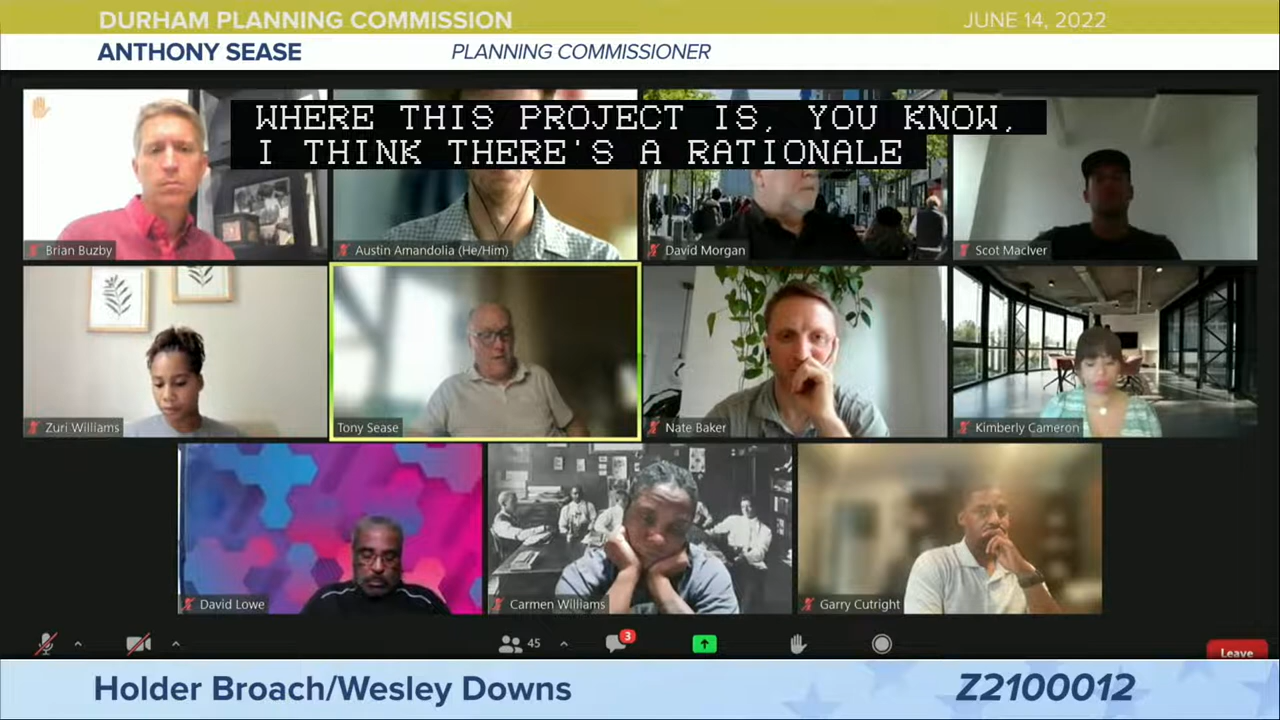 DURHAM PLANNING COMMISSION
JUNE 14, 2022
ANTHONY SEASE
PLANNING COMMISSIONER
WHERE THIS PROJECT IS, YOU KNOW,
I THINK THERE'S A RATIONALE
Brian Buzby
Austin Amandolia (He/Him)
David Morgan
Scot MacIver
Zuri Williams
Tony Sease
Nate Baker
Kimberly Cameron
David Lowe
Carmen Williams
Garry Cutright
45
3
Leave
Holder Broach/Wesley Downs
Z2100012